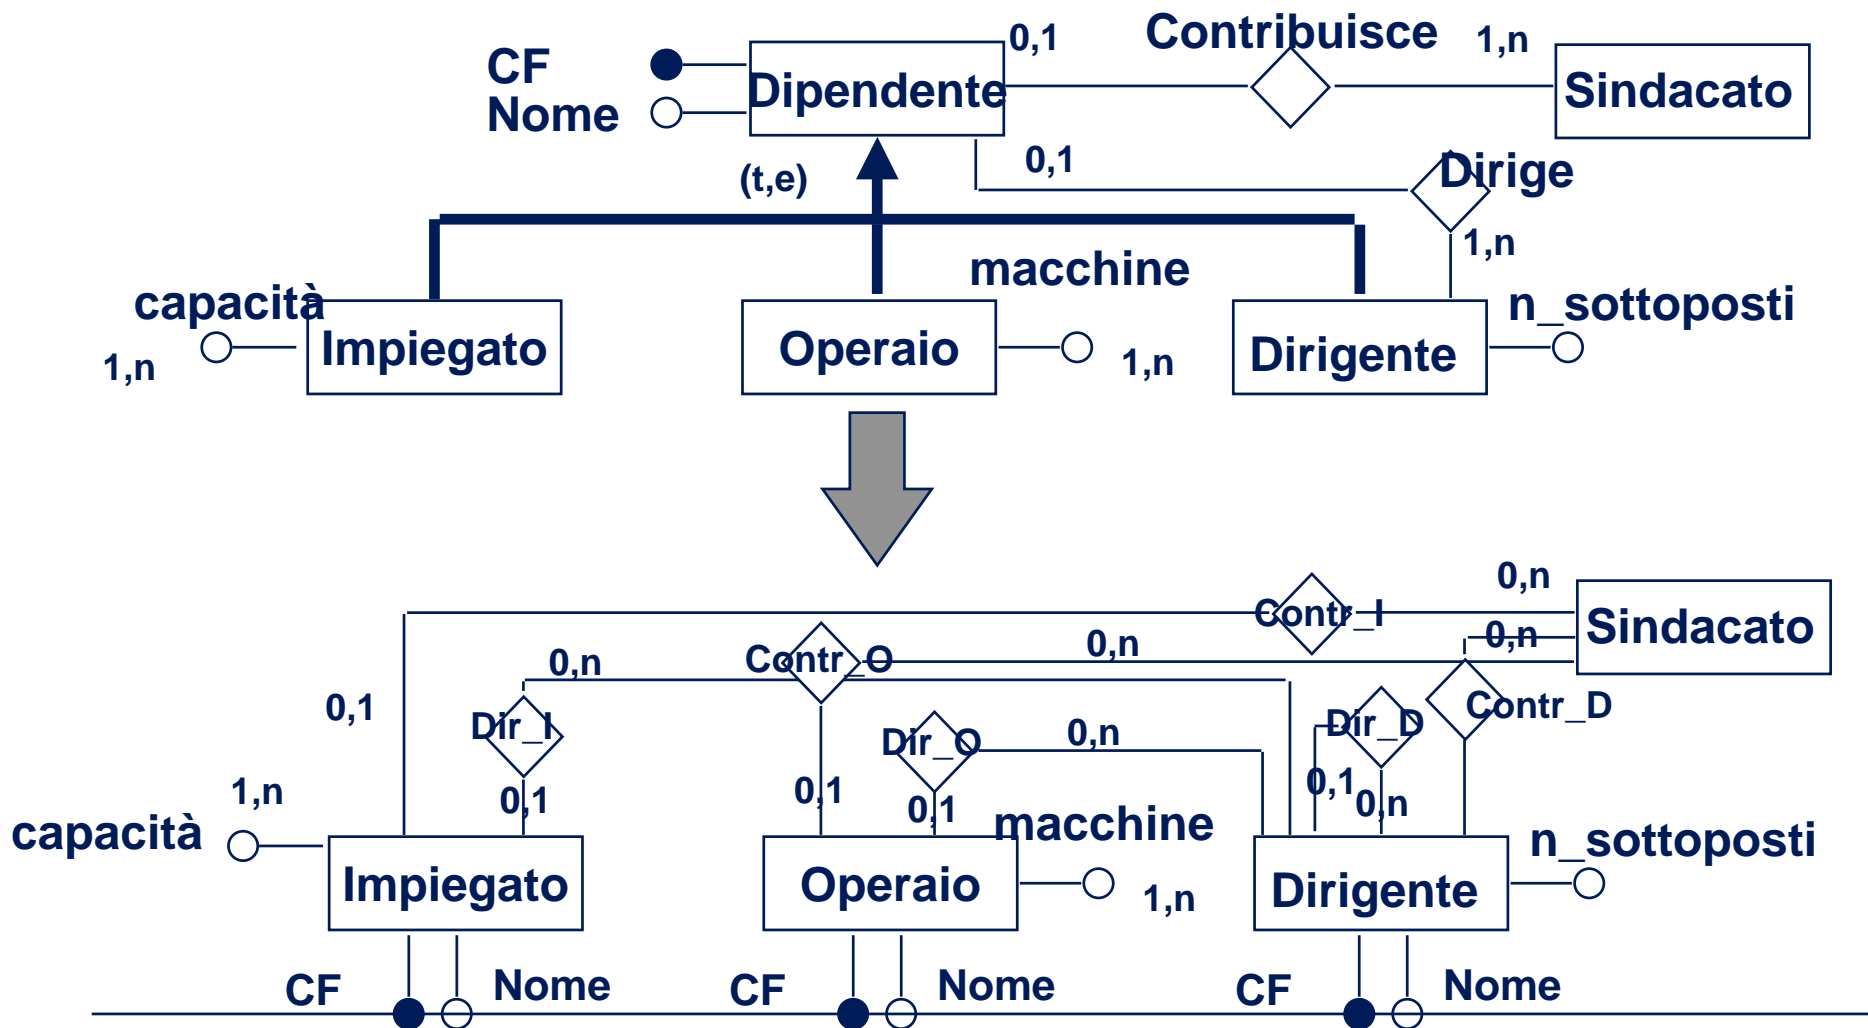 0,1
Contribuisce
1,n
CF
Dipendente
Sindacato
Nome
0,1
Dirige
(t,e)
1,n
macchine
capacità
n_sottoposti
Impiegato
Operaio
Dirigente
1,n
1,n
0,n
Contr_I
Sindacato
0,n
0,n
Contr_O
0,n
0,1
Contr_D
Dir_I
Dir_D
0,n
Dir_O
0,1
1,n
0,1
0,1
0,n
0,1
macchine
capacità
n_sottoposti
Impiegato
Operaio
Dirigente
1,n
CF
Nome
CF
Nome
CF
Nome